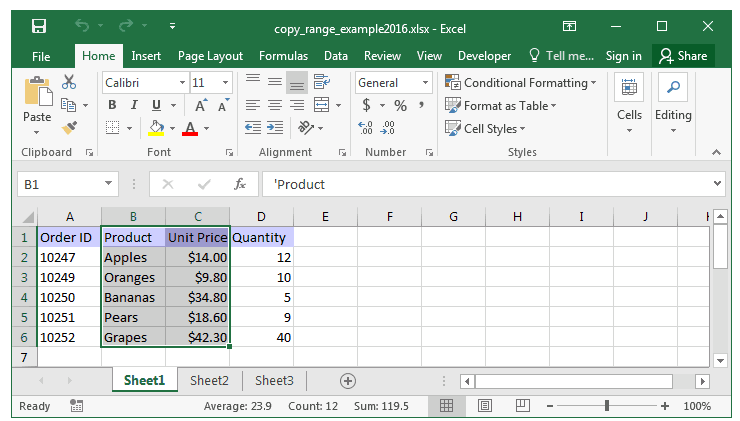 copy_range_example2016.xlsx - Excel
File Home Insert Page Layout Formulas Data Review View Developer Tell me... Sign in Share
Calibri 11 General Conditional Formatting
Paste B I U A A $ % , Format as Table Cells Editing
A .00 .0 Cell Styles
Clipboard Font Alignment Number Styles
B1 fx 'Product
A B C D E F G H I J
1 Order ID Product Unit Price Quantity
2 10247 Apples $14.00 12
3 10249 Oranges $9.80 10
4 10250 Bananas $34.80 5
5 10251 Pears $18.60 9
6 10252 Grapes $42.30 40
7
Sheet1 Sheet2 Sheet3
Ready Average: 23.9 Count: 12 Sum: 119.5 100%